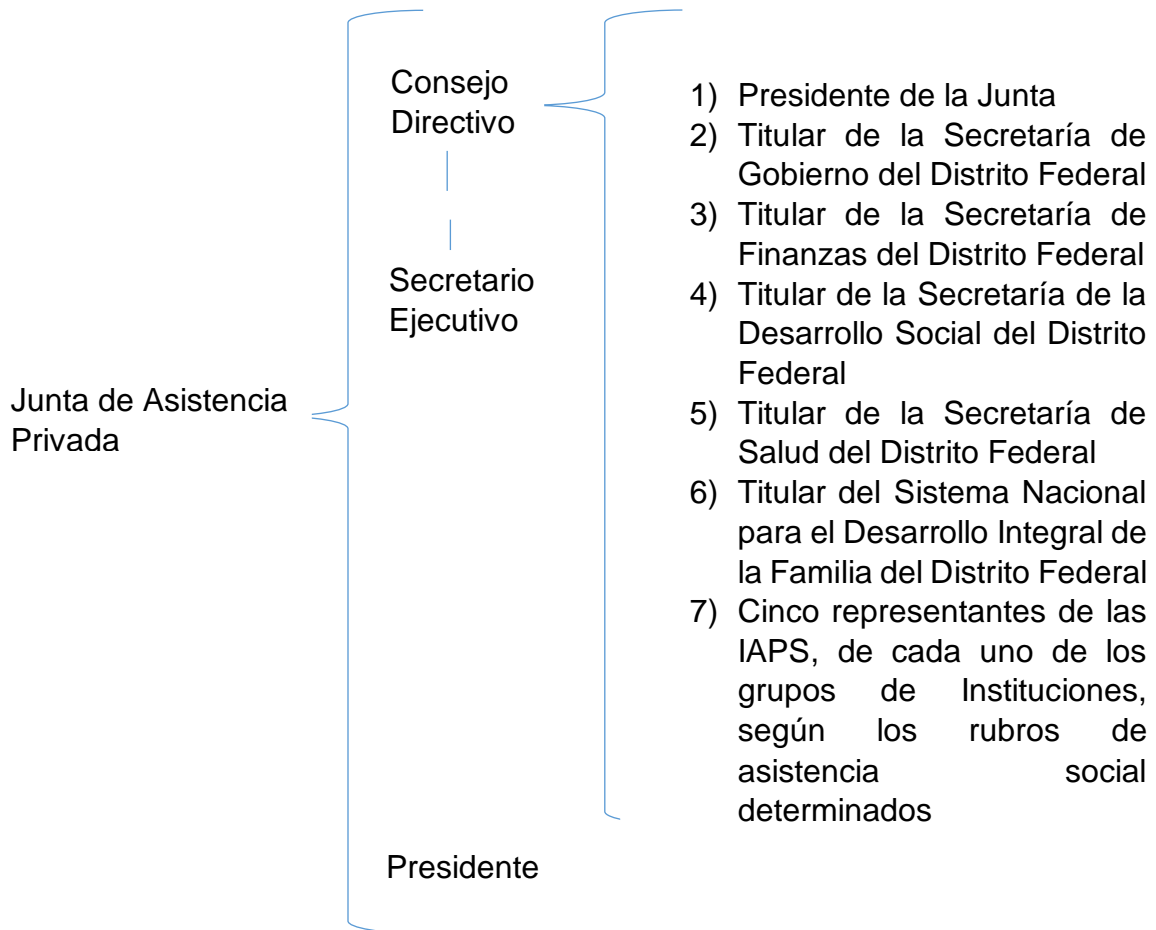 Junta de Asistencia
Privada
Consejo
Directivo
Secretario
Ejecutivo
Presidente
1) Presidente de la Junta
2) Titular de la Secretaría de
Gobierno del Distrito Federal
3) Titular de la Secretaría de
Finanzas del Distrito Federal
4) Titular de la Secretaría de la
Desarrollo Social del Distrito
Federal
5) Titular de la Secretaría de
Salud del Distrito Federal
6) Titular del Sistema Nacional
para el Desarrollo Integral de
la Familia del Distrito Federal
7) Cinco representantes de las
IAPS, de cada uno de los
grupos de Instituciones,
según los rubros de
asistencia social
determinados